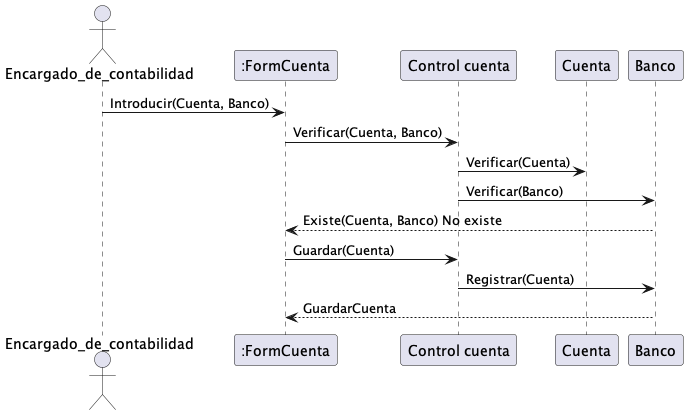 Encargado_de_contabilidad
:FormCuenta
Control cuenta
Cuenta
Banco
Introducir(Cuenta, Banco)
Verificar(Cuenta, Banco)
Verificar(Cuenta)
Verificar(Banco)
Existe(Cuenta, Banco) No existe
Guardar(Cuenta)
Registrar(Cuenta)
GuardarCuenta
Encargado_de_contabilidad
:FormCuenta
Control cuenta
Cuenta
Banco